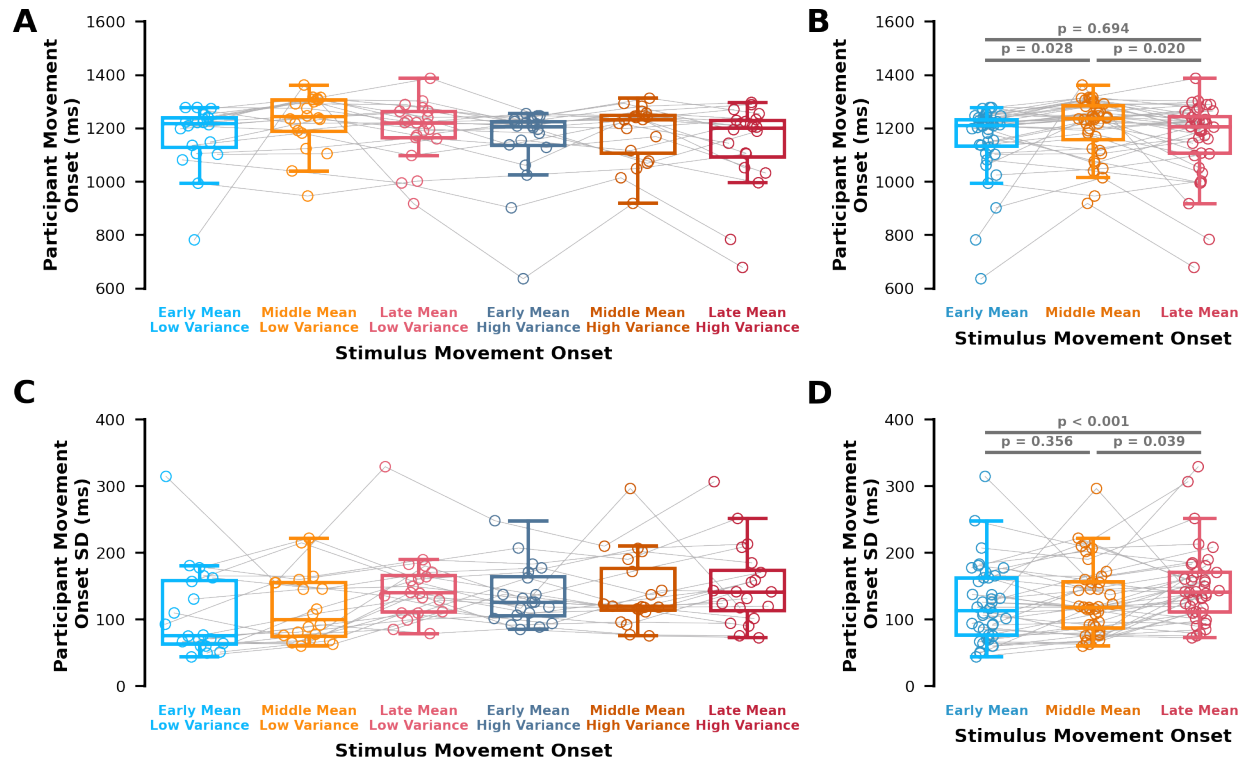 A
Participant Movement
Onset (ms)
1600
1400
1200
1000
800
600
Early Mean
Low Variance
Middle Mean
Low Variance
Late Mean
Low Variance
Early Mean
High Variance
Middle Mean
High Variance
Late Mean
High Variance
Stimulus Movement Onset
B
Participant Movement
Onset (ms)
1600
1400
1200
1000
800
600
p = 0.694
p = 0.028
p = 0.020
Early Mean
Middle Mean
Late Mean
Stimulus Movement Onset
C
Participant Movement
Onset SD (ms)
400
300
200
100
0
Early Mean
Low Variance
Middle Mean
Low Variance
Late Mean
Low Variance
Early Mean
High Variance
Middle Mean
High Variance
Late Mean
High Variance
Stimulus Movement Onset
D
Participant Movement
Onset SD (ms)
400
300
200
100
0
p < 0.001
p = 0.356
p = 0.039
Early Mean
Middle Mean
Late Mean
Stimulus Movement Onset